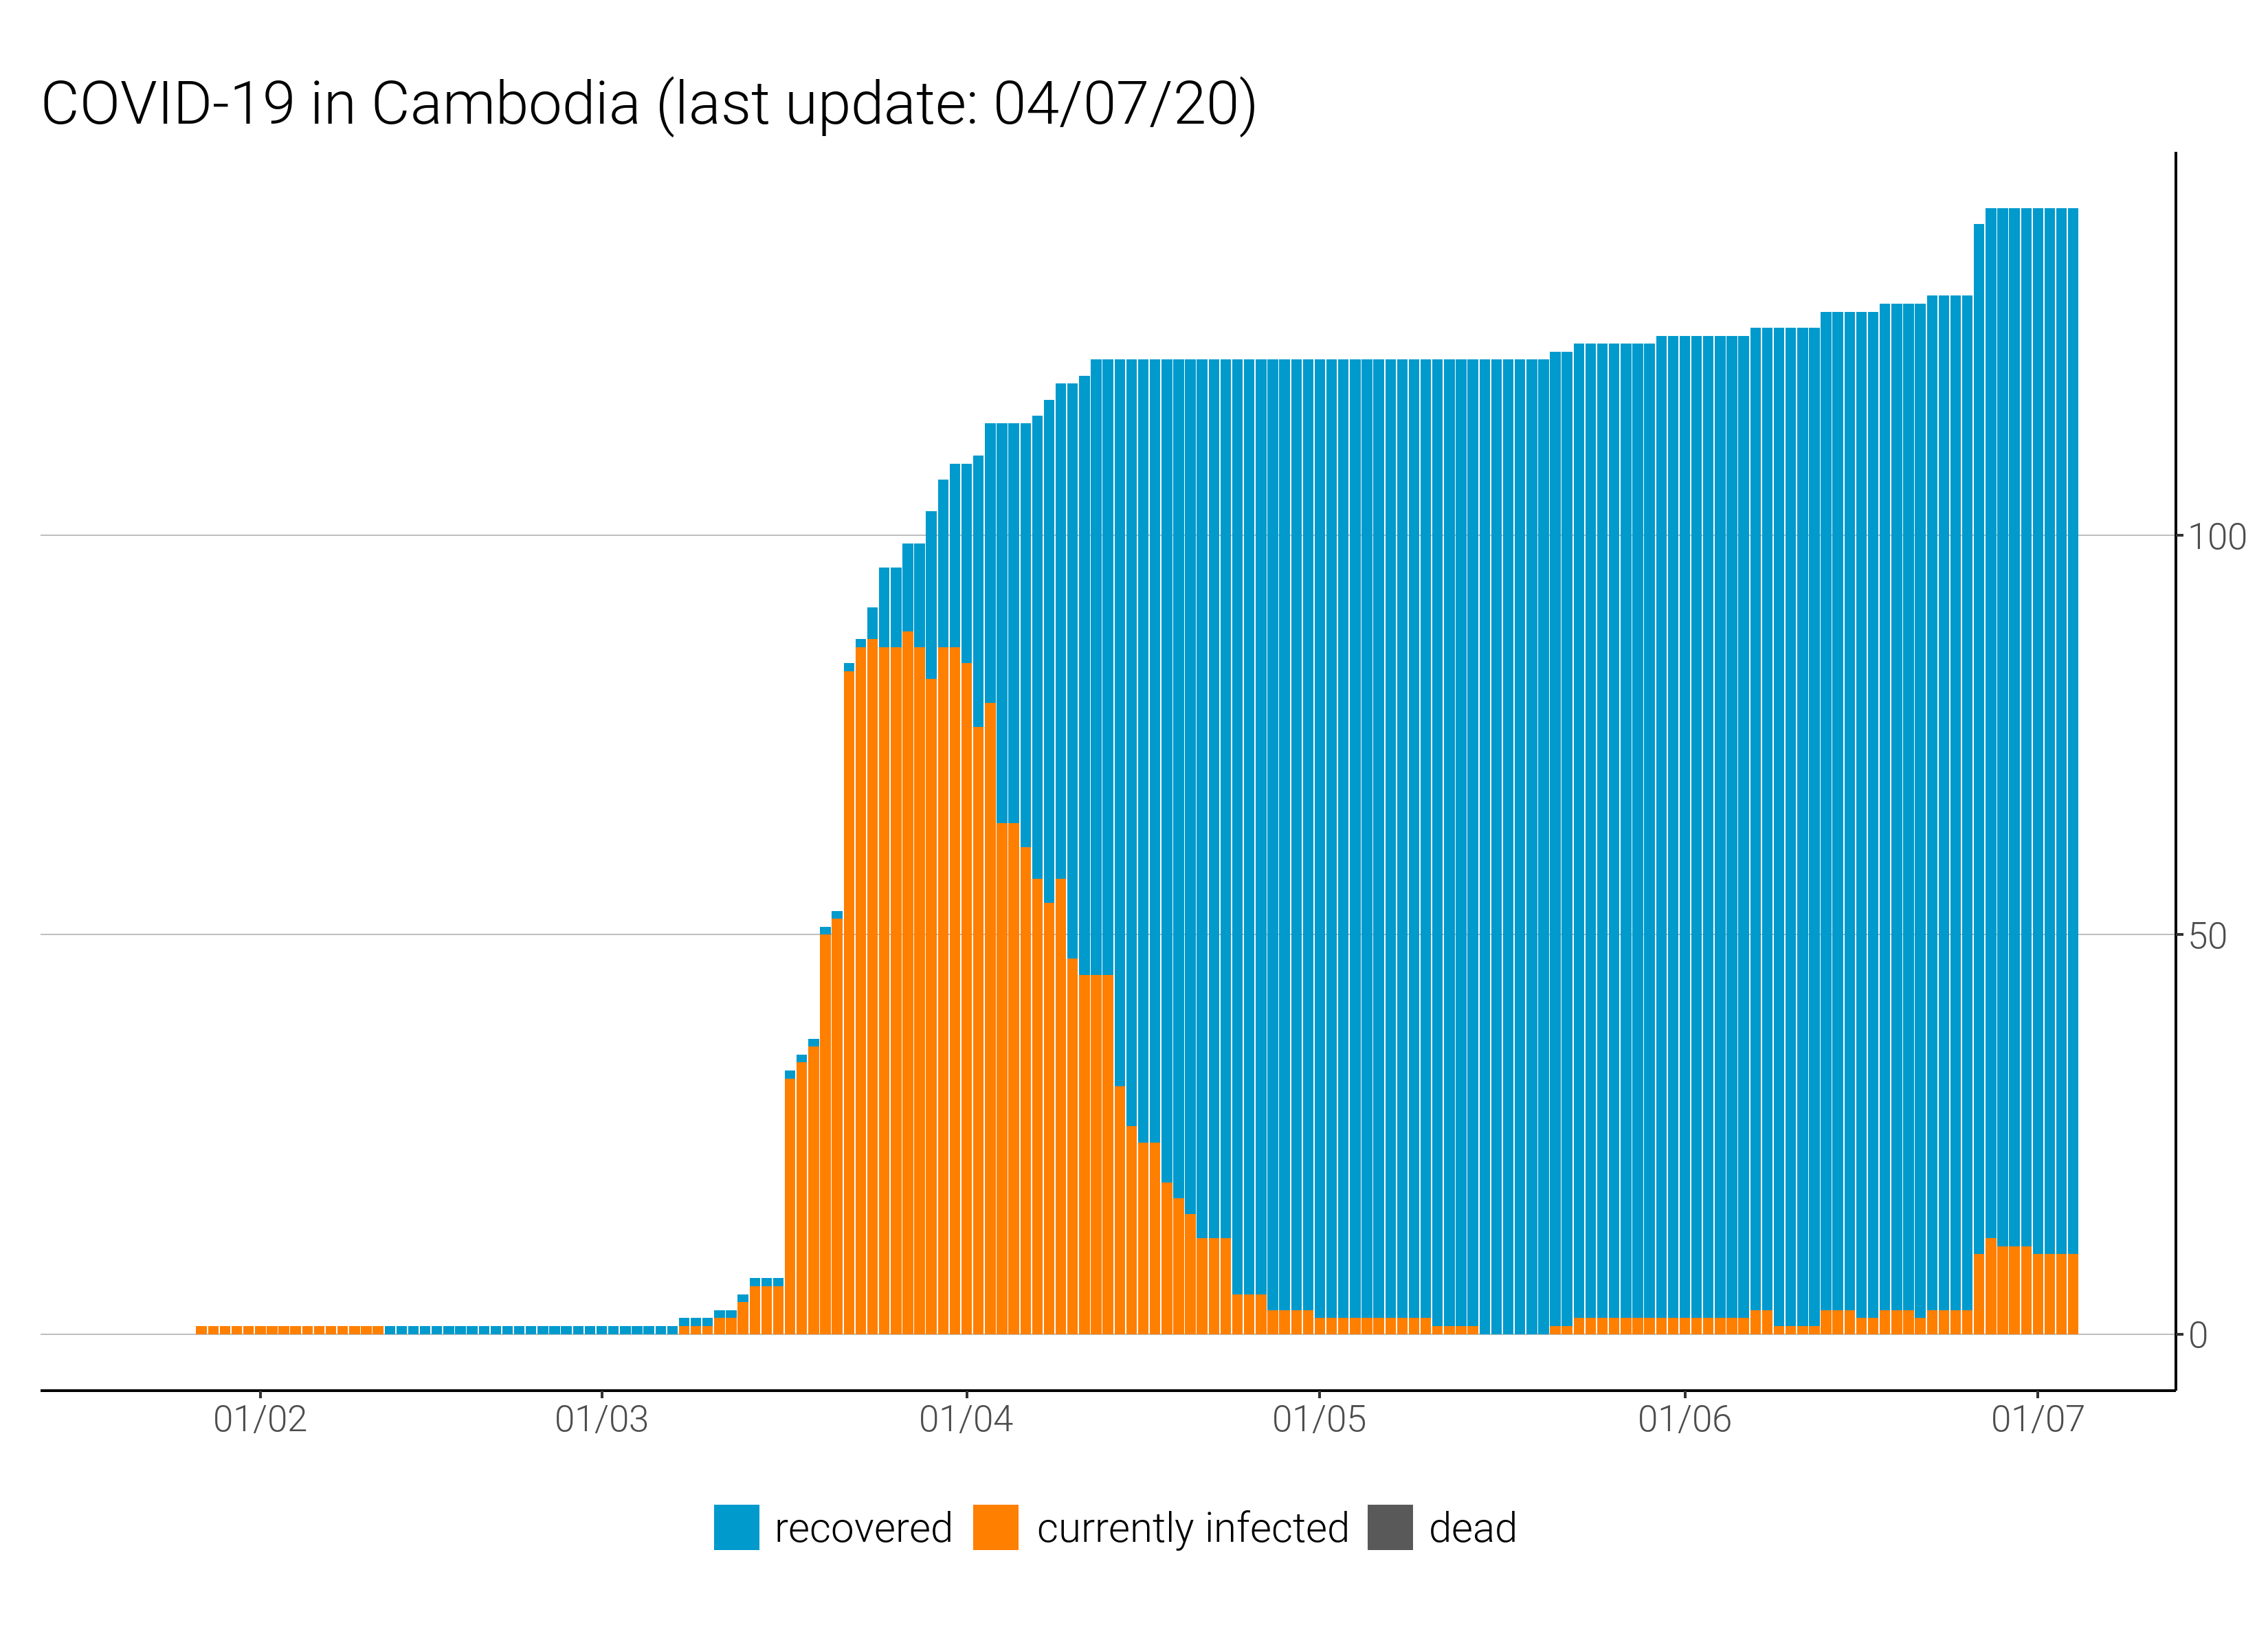 COVID-19 in Cambodia (last update: 04/07/20)
100
50
0
01/02 01/03 01/04 01/05 01/06 01/07
recovered currently infected dead